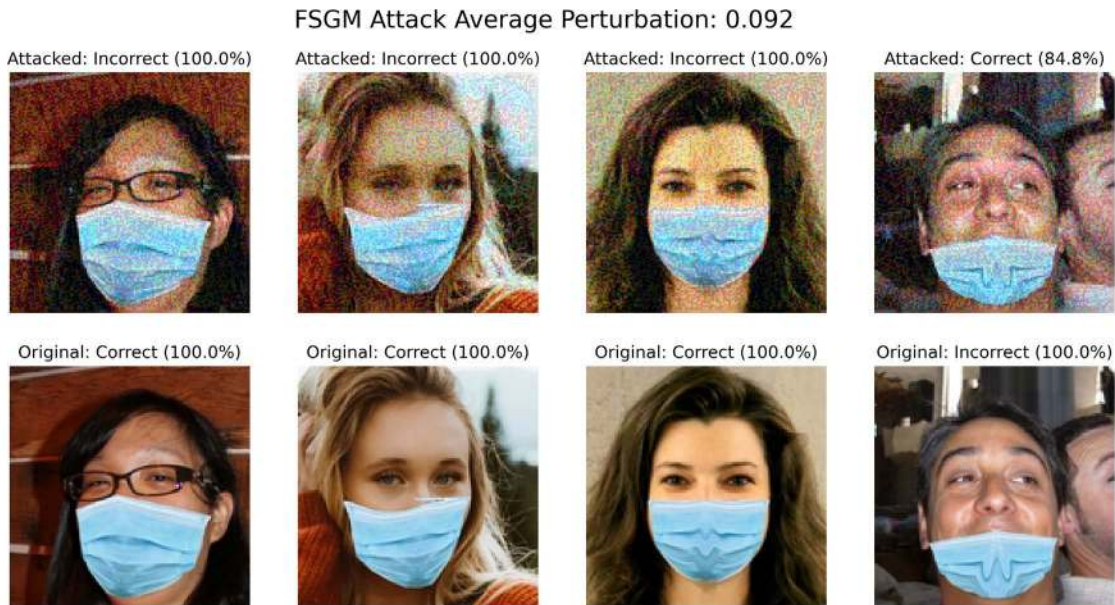 FSGM Attack Average Perturbation: 0.092
Attacked: Incorrect (100.0%)
Attacked: Incorrect (100.0%)
Attacked: Incorrect (100.0%)
Attacked: Correct (84.8%)
Original: Correct (100.0%)
Original: Correct (100.0%)
Original: Correct (100.0%)
Original: Incorrect (100.0%)